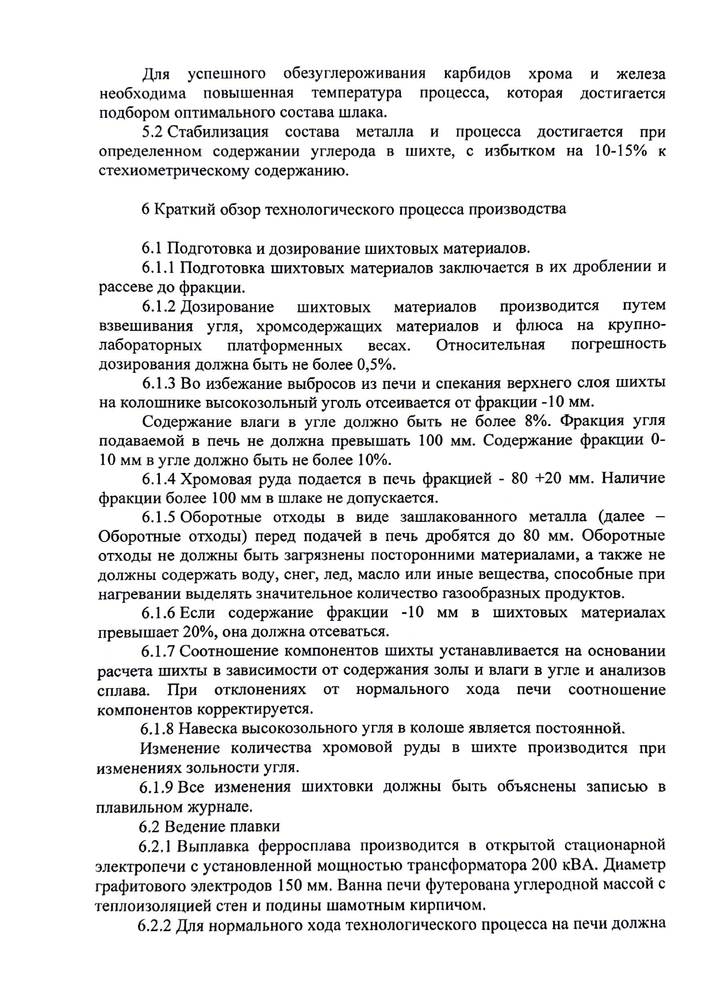 Для успешного обезуглероживания карбидов хрома и железа
необходима повышенная температура процесса, которая достигается
подбором оптимального состава шлака.
5.2 Стабилизация состава металла и процесса достигается при
определенном содержании углерода в шихте, с избытком на 10-15% к
стехиометрическому содержанию.
6 Краткий обзор технологического процесса производства
6.1 Подготовка и дозирование шихтовых материалов.
6.1.1 Подготовка шихтовых материалов заключается в их дроблении и
рассеве до фракции.
6.1.2 Дозирование шихтовых материалов производится путем
взвешивания угля, хромсодержащих материалов и флюса на крупно-
лабораторных платформенных весах. Относительная погрешность
дозирования должна быть не более 0,5%.
6.1.3 Во избежание выбросов из печи и спекания верхнего слоя шихты
на колошнике высокозольный уголь отсеивается от фракции -10 мм.
Содержание влаги в угле должно быть не более 8%. Фракция угля
подаваемой в печь не должна превышать 100 мм. Содержание фракции 0-
10 мм в угле должно быть не более 10%.
6.1.4 Хромовая руда подается в печь фракцией - 80 +20 мм. Наличие
фракции более 100 мм в шлаке не допускается.
6.1.5 Оборотные отходы в виде зашлакованного металла (далее –
Оборотные отходы) перед подачей в печь дробятся до 80 мм. Оборотные
отходы не должны быть загрязнены посторонними материалами, а также не
должны содержать воду, снег, лед, масло или иные вещества, способные при
нагревании выделять значительное количество газообразных продуктов.
6.1.6 Если содержание фракции -10 мм в шихтовых материалах
превышает 20%, она должна отсеваться.
6.1.7 Соотношение компонентов шихты устанавливается на основании
расчета шихты в зависимости от содержания золы и влаги в угле и анализов
сплава. При отклонениях от нормального хода печи соотношение
компонентов корректируется.
6.1.8 Навеска высокозольного угля в колоше является постоянной.
Изменение количества хромовой руды в шихте производится при
изменениях зольности угля.
6.1.9 Все изменения шихтовки должны быть объяснены записью в
плавильном журнале.
6.2 Ведение плавки
6.2.1 Выплавка ферросплава производится в открытой стационарной
электропечи с установленной мощностью трансформатора 200 кВА. Диаметр
графитового электродов 150 мм. Ванна печи футерована углеродной массой с
теплоизоляцией стен и подины шамотным кирпичом.
6.2.2 Для нормального хода технологического процесса на печи должна